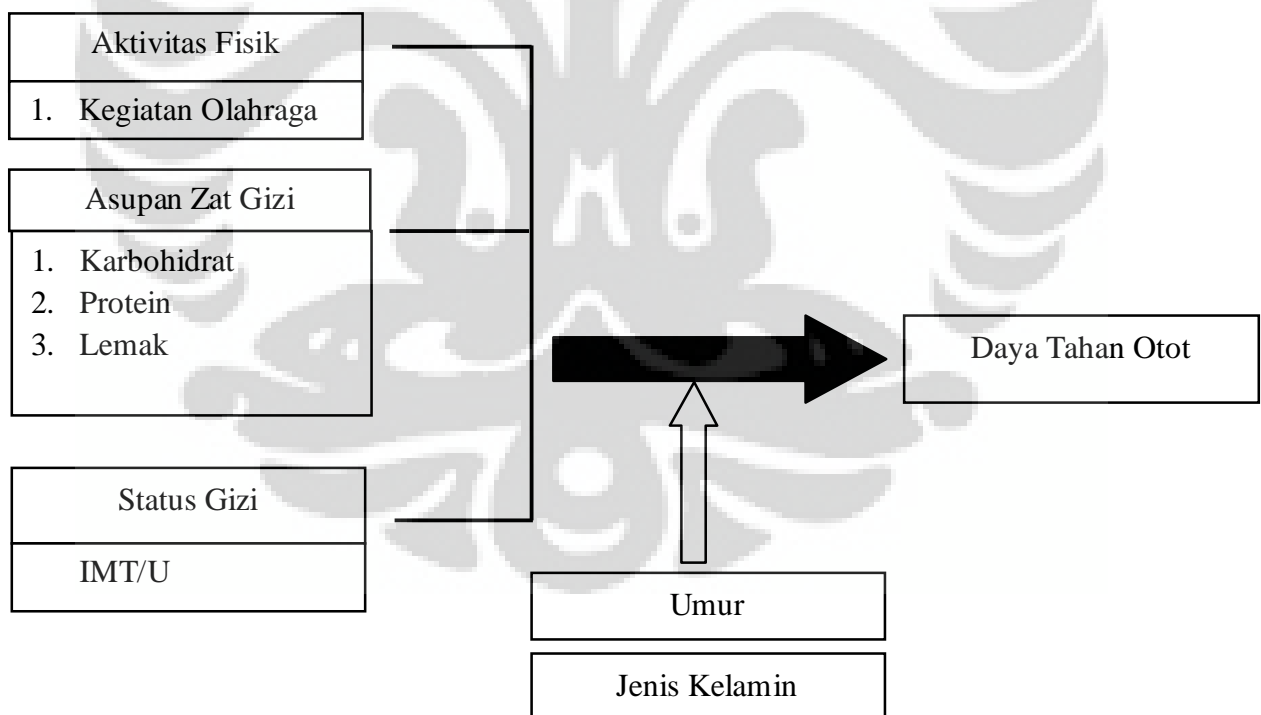 Aktivitas Fisik
1. Kegiatan Olahraga
Asupan Zat Gizi
1. Karbohidrat
2. Protein
3. Lemak
Daya Tahan Otot
Status Gizi
IMT/U
Umur
Jenis Kelamin